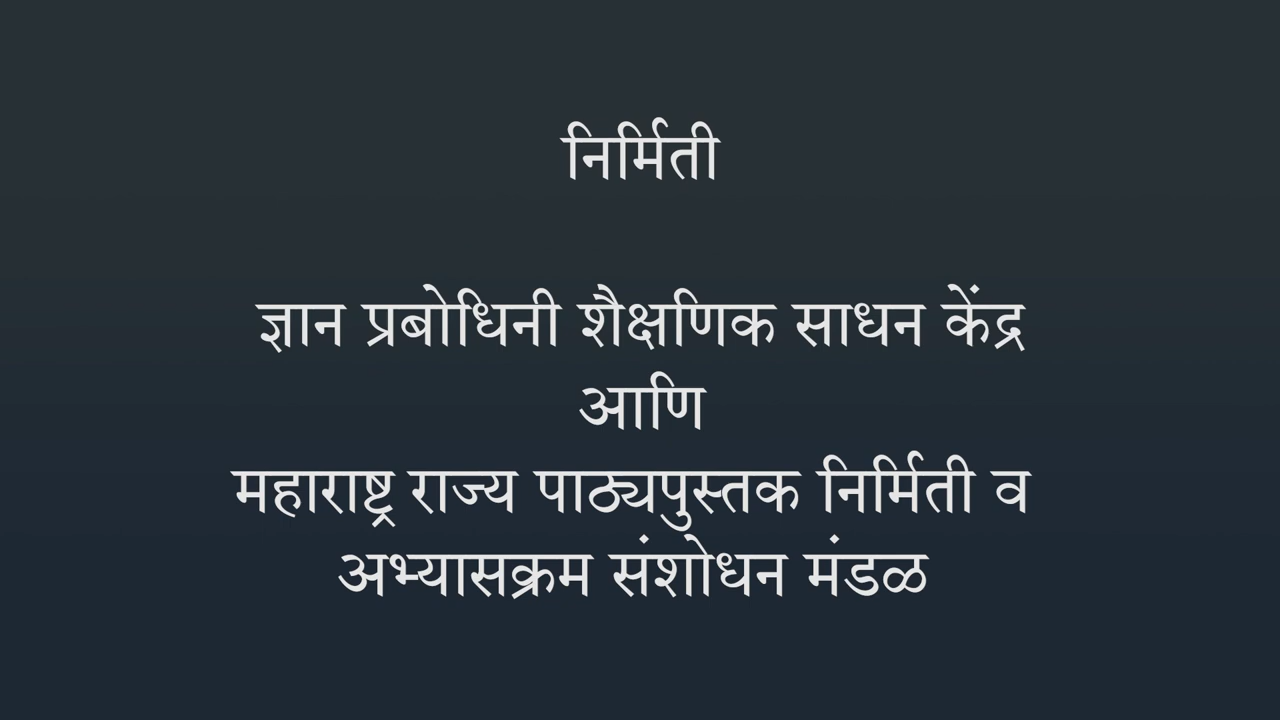 निर्मिती
ज्ञान प्रबोधिनी शैक्षणिक साधन केंद्र
आणि
महाराष्ट्र राज्य पाठ्यपुस्तक निर्मिती व
अभ्यासक्रम संशोधन मंडळ